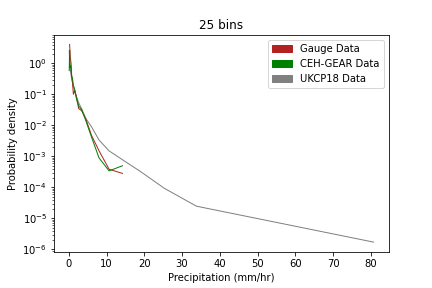 25 bins
Gauge Data
CEH-GEAR Data
UKCP18 Data
Probability density
10⁰
10⁻¹
10⁻²
10⁻³
10⁻⁴
10⁻⁵
10⁻⁶
0 10 20 30 40 50 60 70 80
Precipitation (mm/hr)